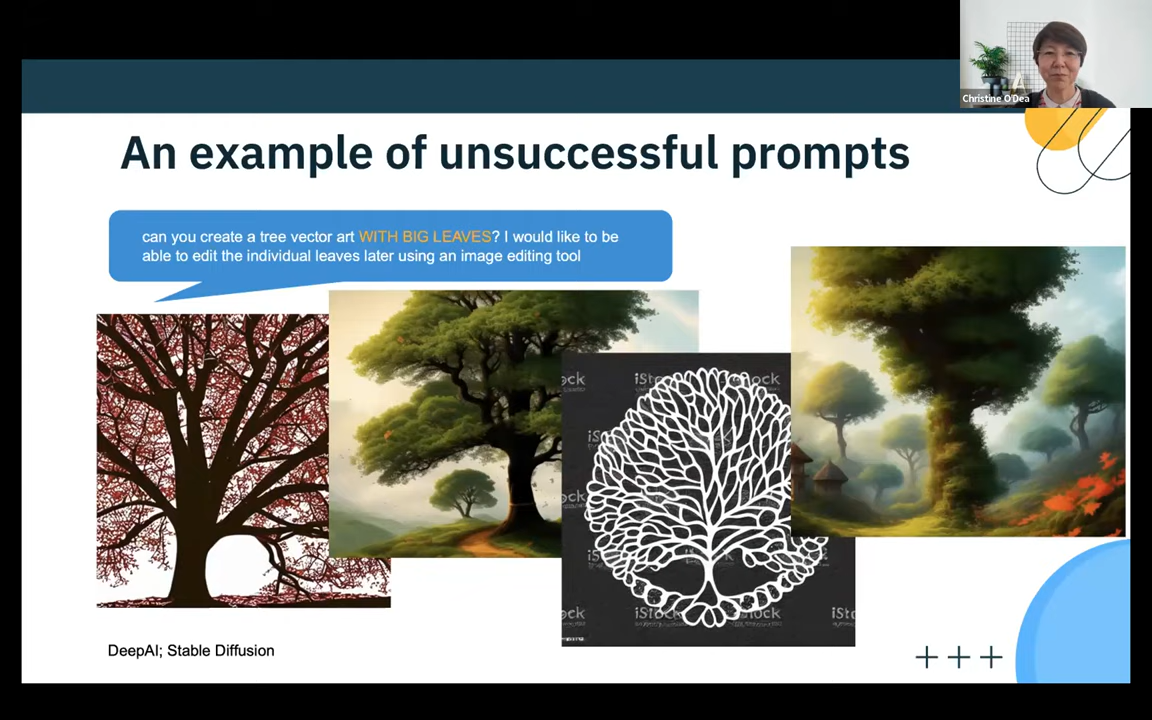 Christine O'Dea
An example of unsuccessful prompts
can you create a tree vector art WITH BIG LEAVES? I would like to be
able to edit the individual leaves later using an image editing tool
iStock
DeepAI; Stable Diffusion